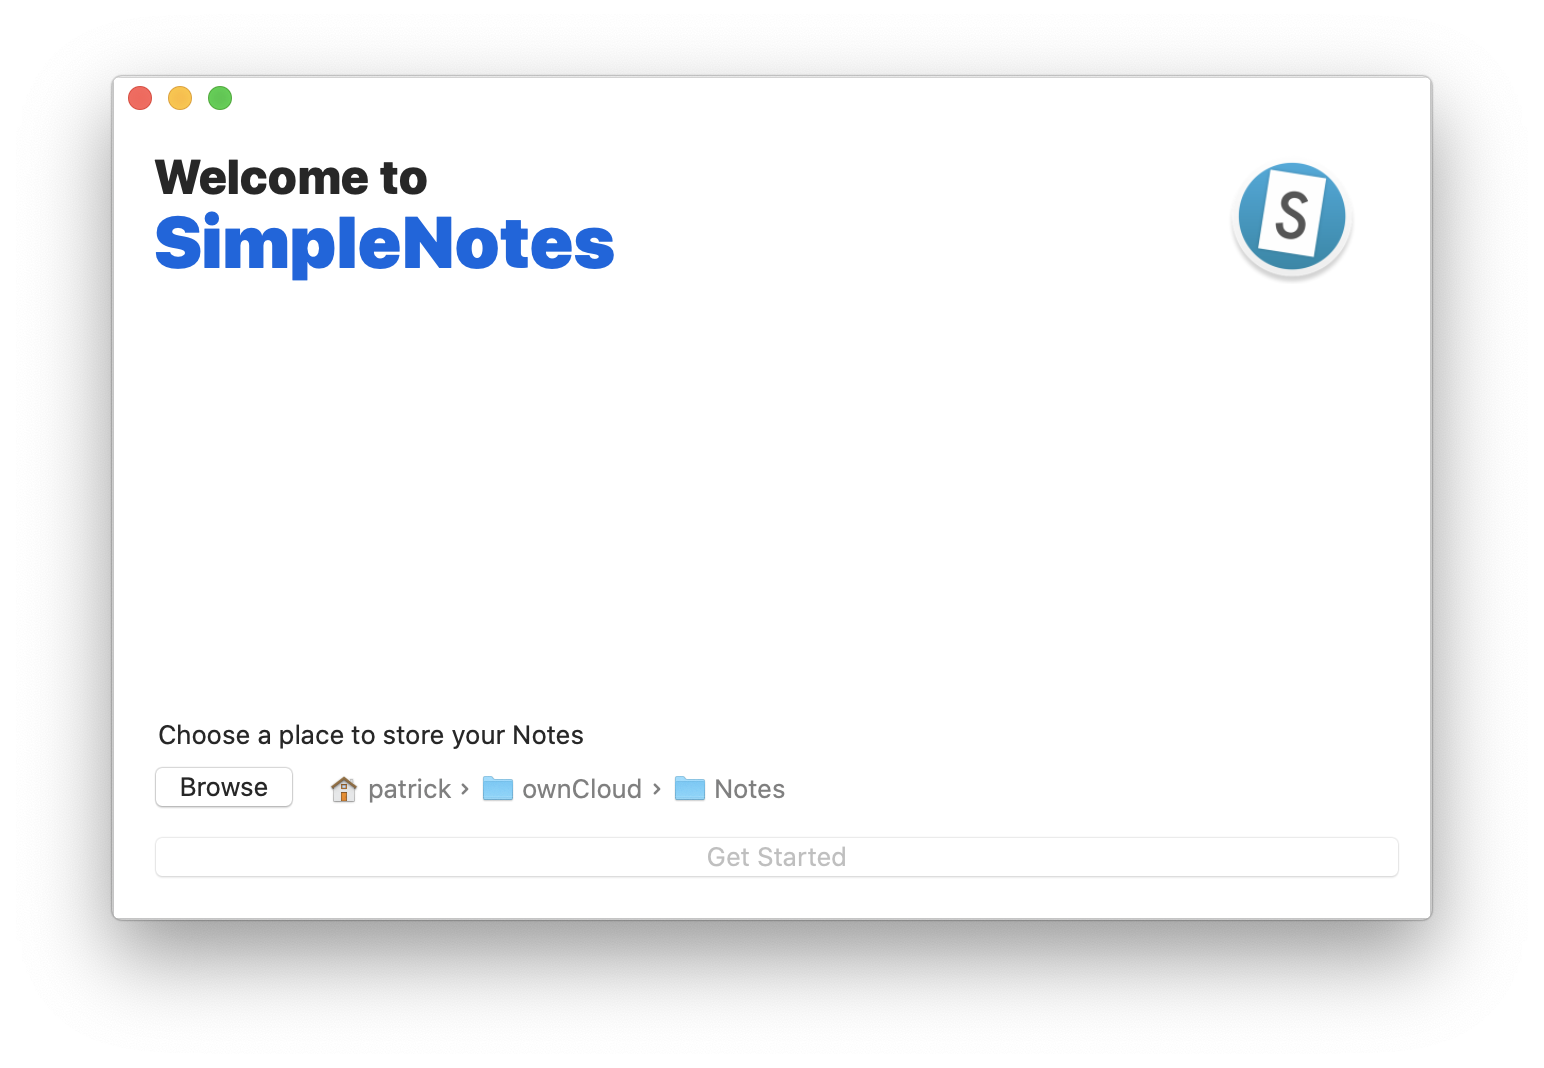 Welcome to
SimpleNotes
S
Choose a place to store your Notes
Browse patrick › ownCloud › Notes
Get Started